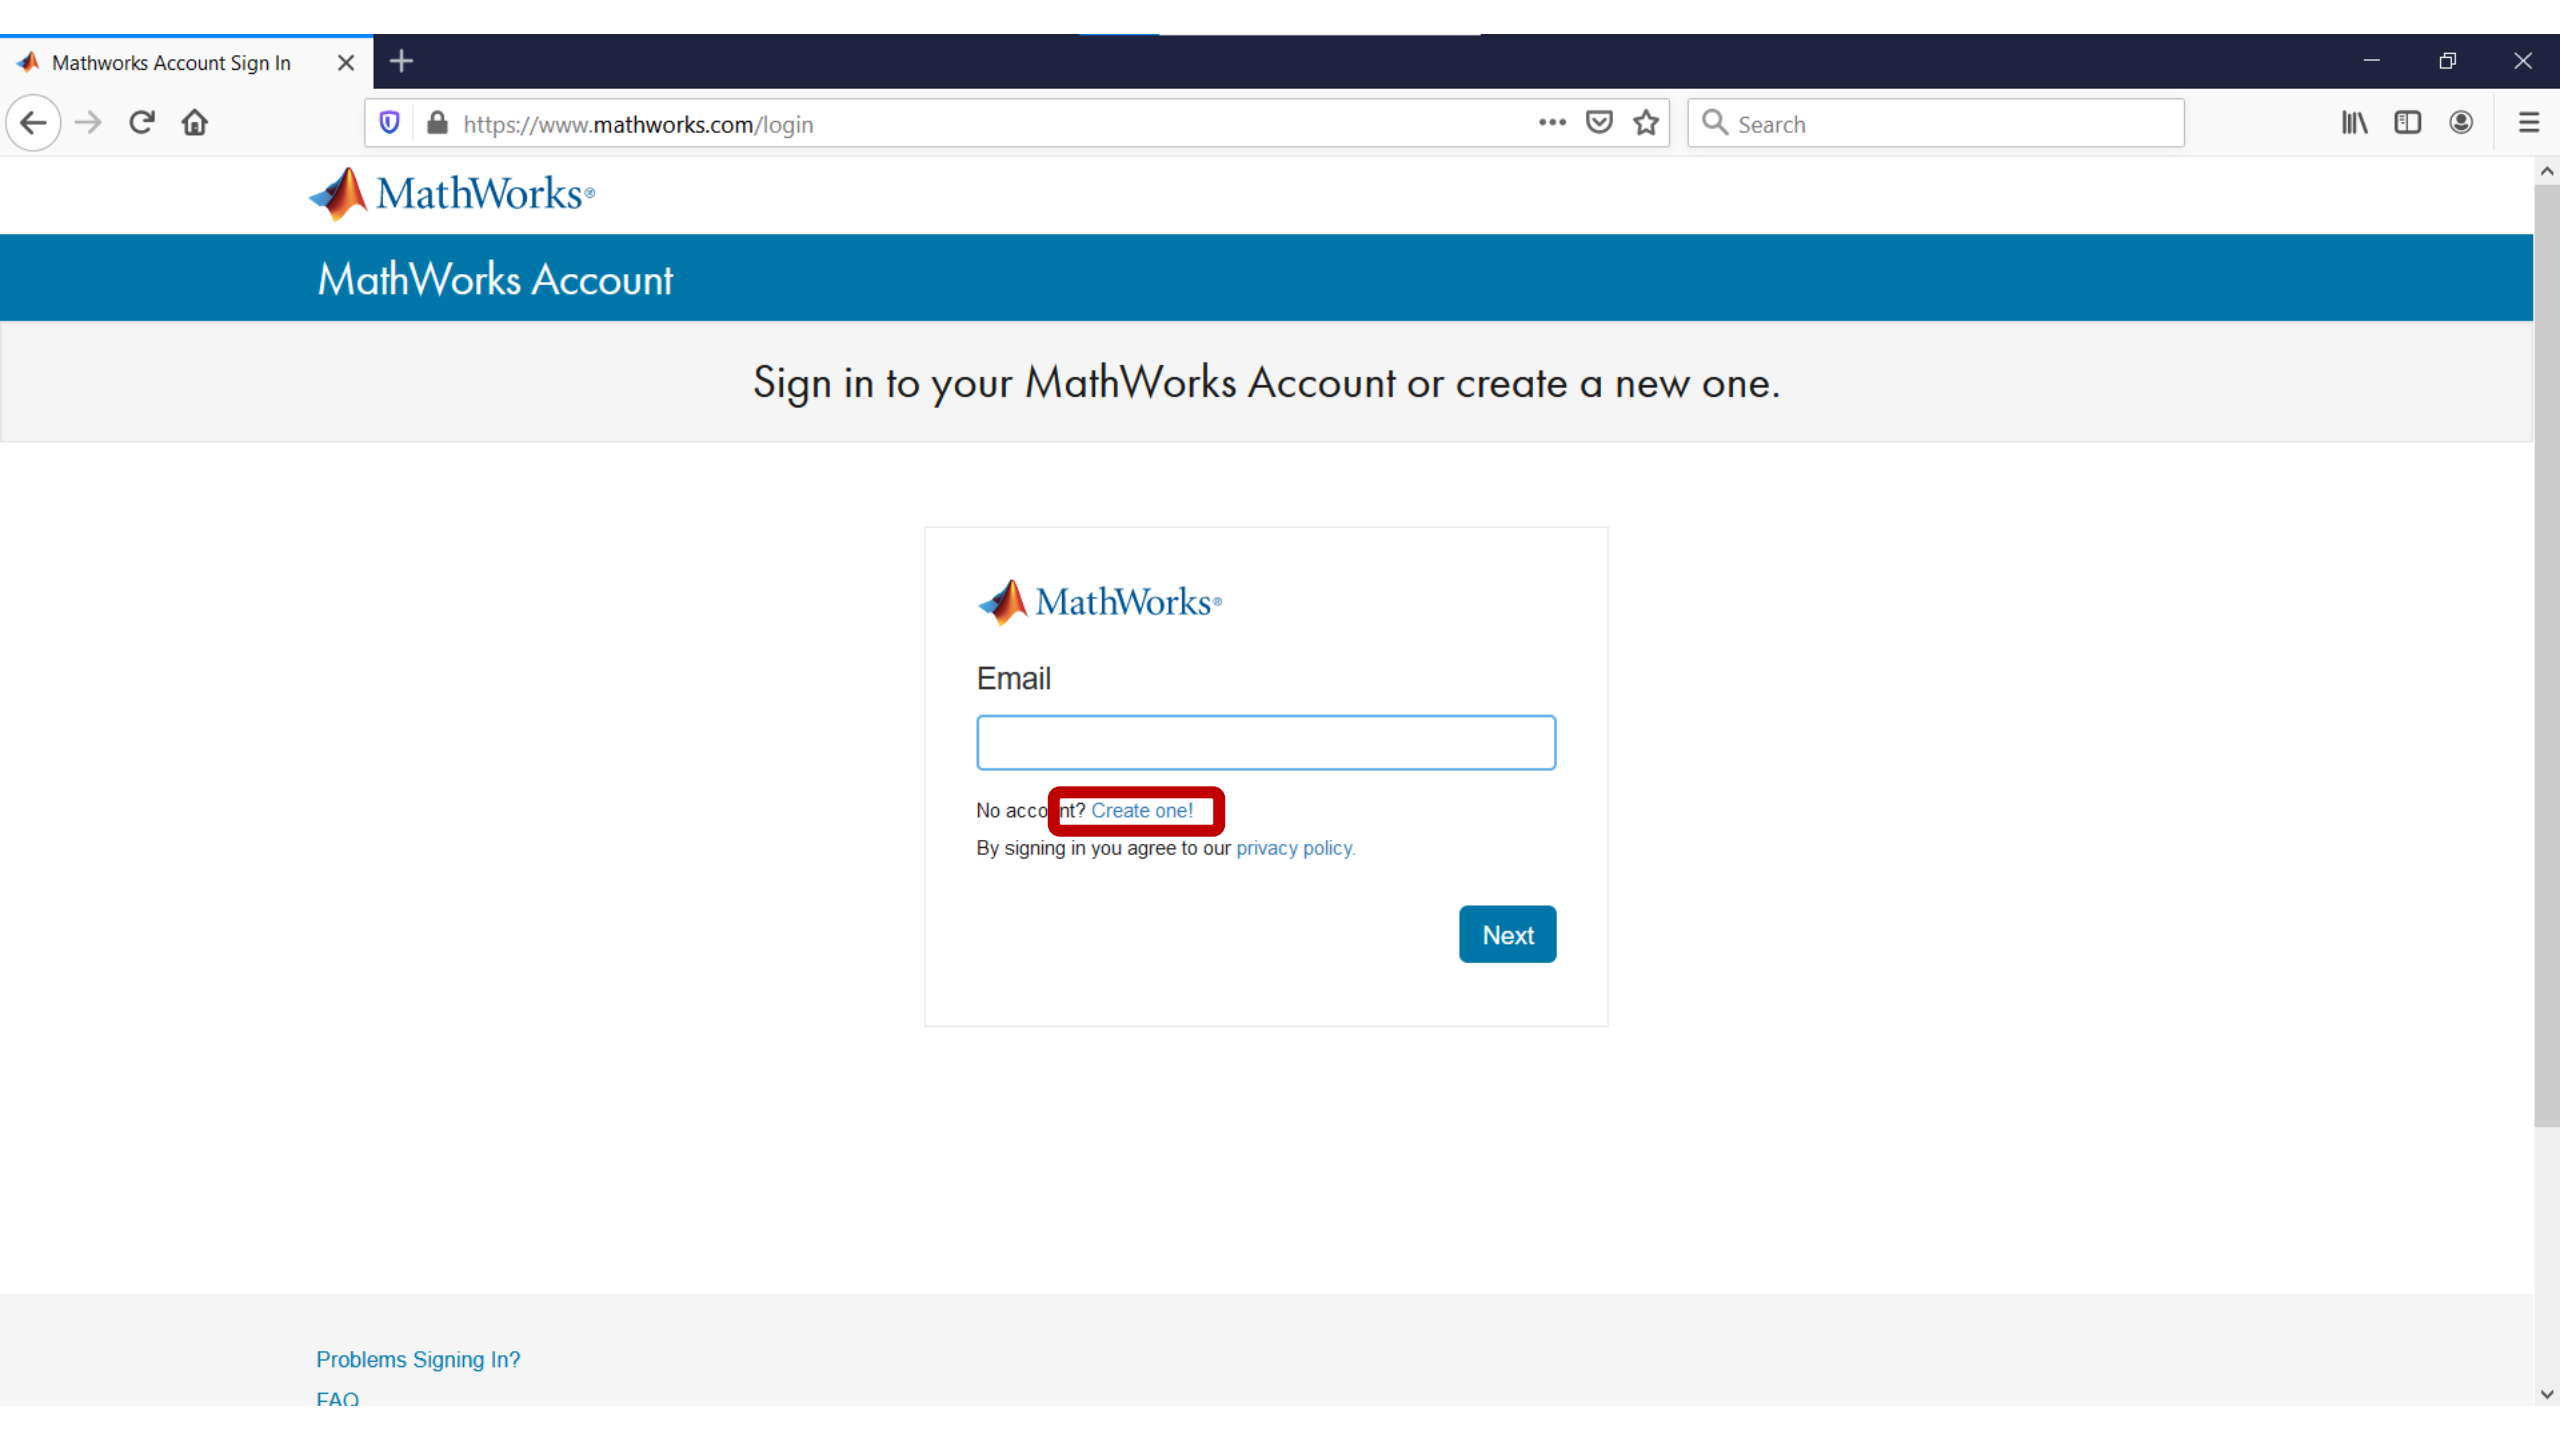 Mathworks Account Sign In
https://www.mathworks.com/login
Search
MathWorks®
MathWorks Account
Sign in to your MathWorks Account or create a new one.
MathWorks®
Email
No account? Create one!
By signing in you agree to our privacy policy.
Next
Problems Signing In?
FAQ